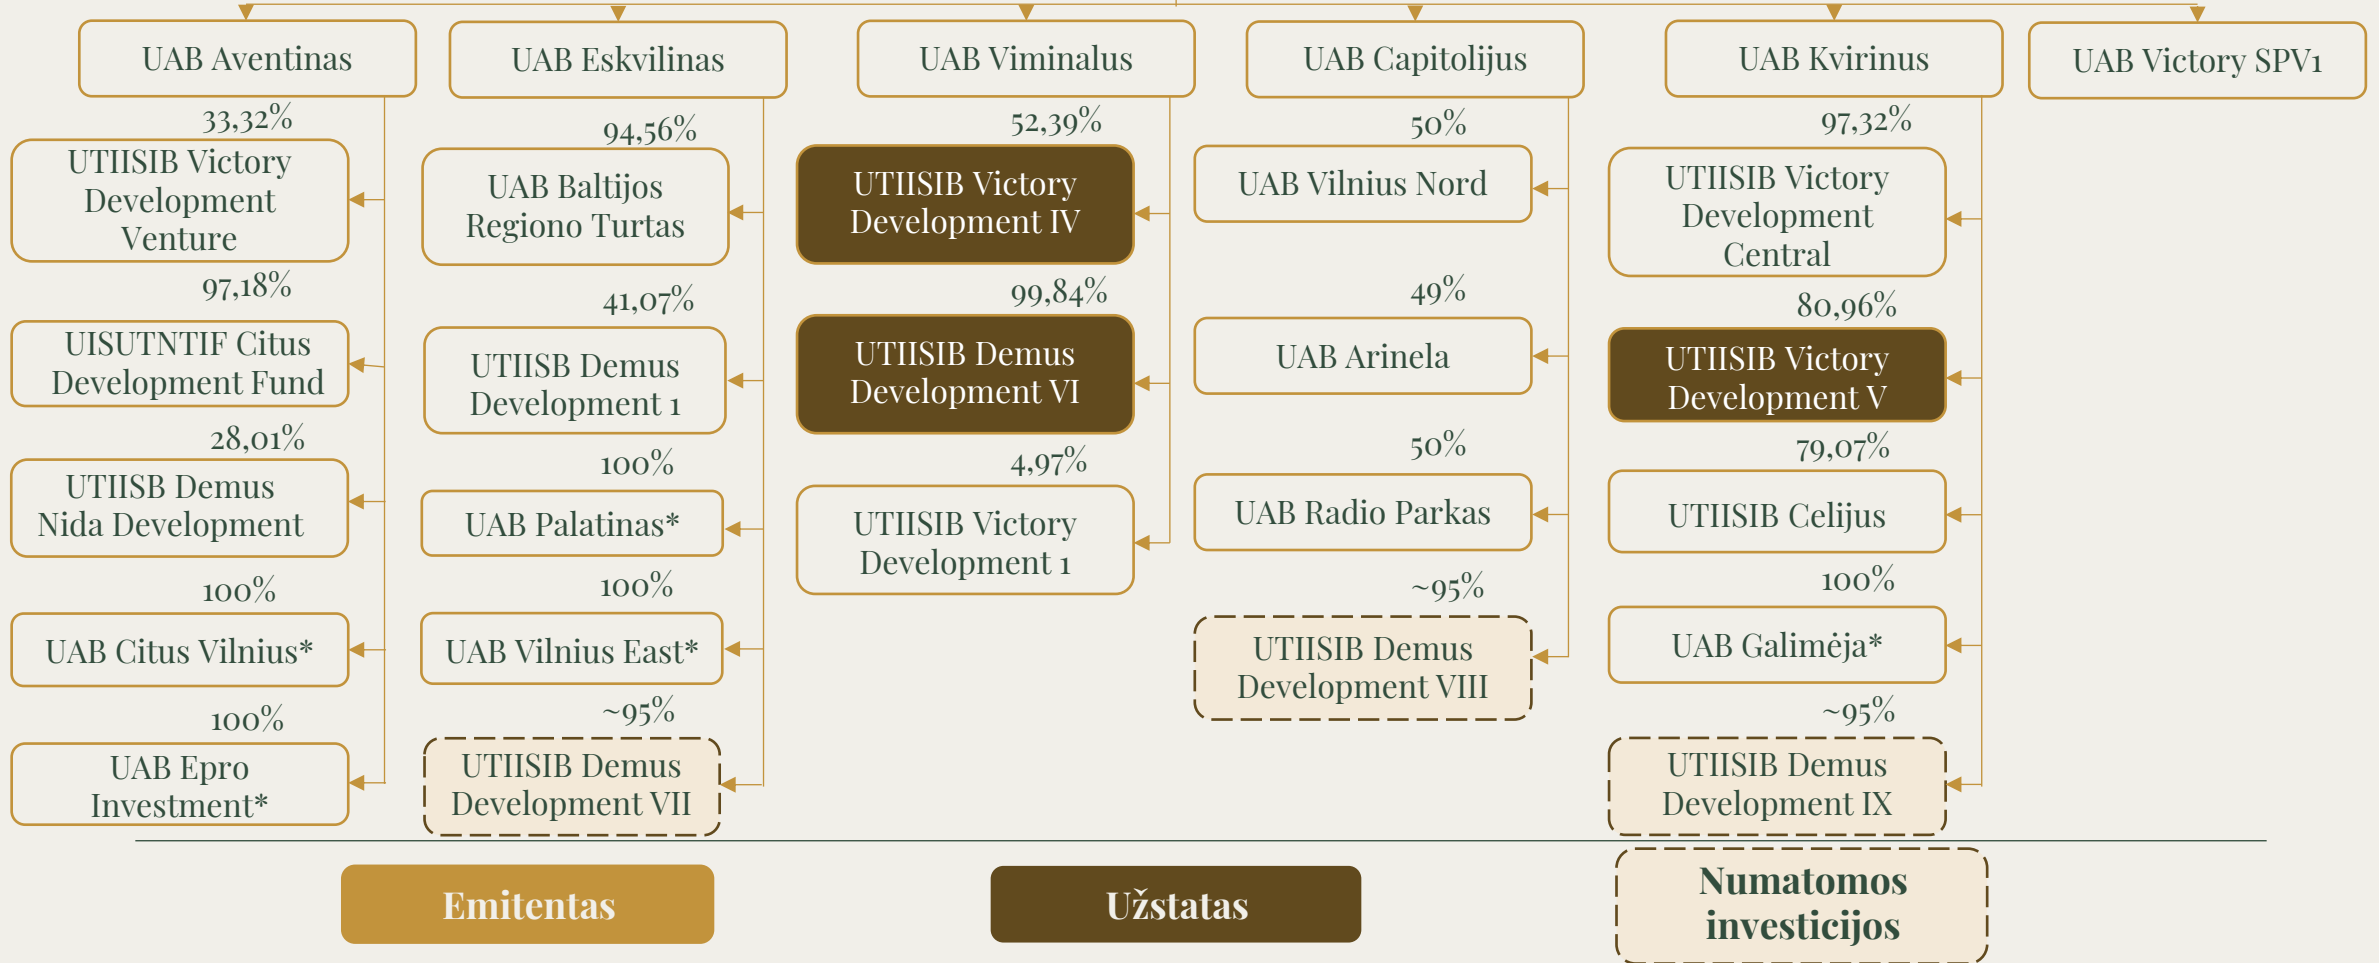 UAB Aventinas
UAB Eskvilinas
UAB Viminalus
UAB Capitolijus
UAB Kvirinus
UAB Victory SPV1
33,32%
UTIISIB Victory
Development
Venture
97,18%
UISUTNTIF Citus
Development Fund
28,01%
UTIISB Demus
Nida Development
100%
UAB Citus Vilnius*
100%
UAB Epro
Investment*
94,56%
UAB Baltijos
Regiono Turtas
41,07%
UTIISB Demus
Development 1
100%
UAB Palatinas*
100%
UAB Vilnius East*
~95%
UTIISIB Demus
Development VII
52,39%
UTIISIB Victory
Development IV
99,84%
UTIISIB Demus
Development VI
4,97%
UTIISIB Victory
Development 1
50%
UAB Vilnius Nord
49%
UAB Arinela
50%
UAB Radio Parkas
~95%
UTIISIB Demus
Development VIII
97,32%
UTIISIB Victory
Development
Central
80,96%
UTIISIB Victory
Development V
79,07%
UTIISIB Celijus
100%
UAB Galimėja*
~95%
UTIISIB Demus
Development IX
Emitentas
Užstatas
Numatomos
investicijos